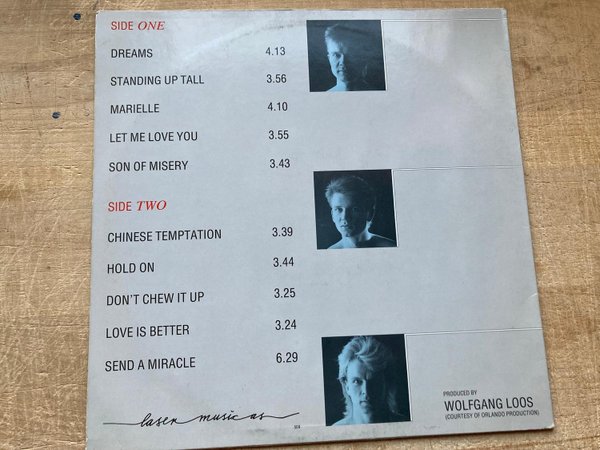 SIDE ONE
DREAMS 4.13
STANDING UP TALL 3.56
MARIELLE 4.10
LET ME LOVE YOU 3.55
SON OF MISERY 3.43
SIDE TWO
CHINESE TEMPTATION 3.39
HOLD ON 3.44
DON'T CHEW IT UP 3.25
LOVE IS BETTER 3.24
SEND A MIRACLE 6.29
laser music as
PRODUCED BY
WOLFGANG LOOS
(COURTESY OF ORLANDO PRODUCTION)